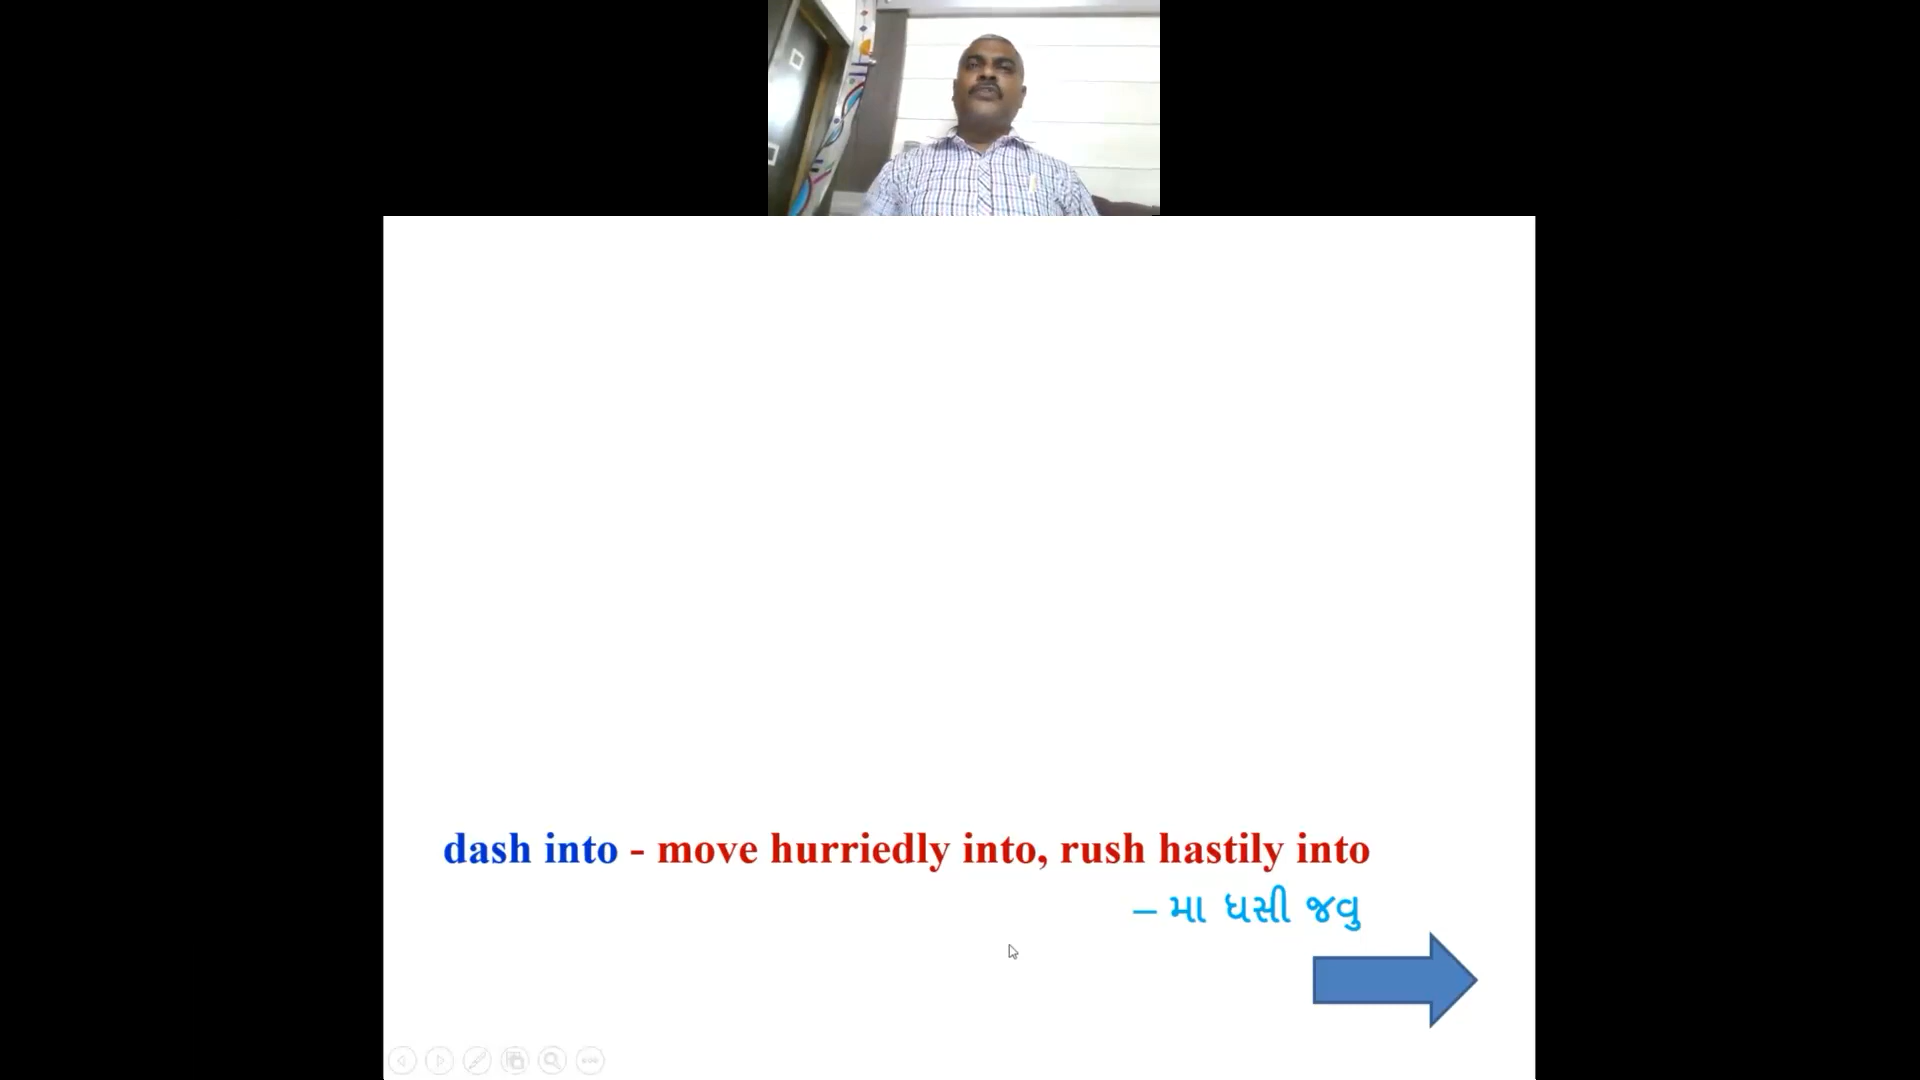 dash into - move hurriedly into, rush hastily into
– મા ધસી જવુ